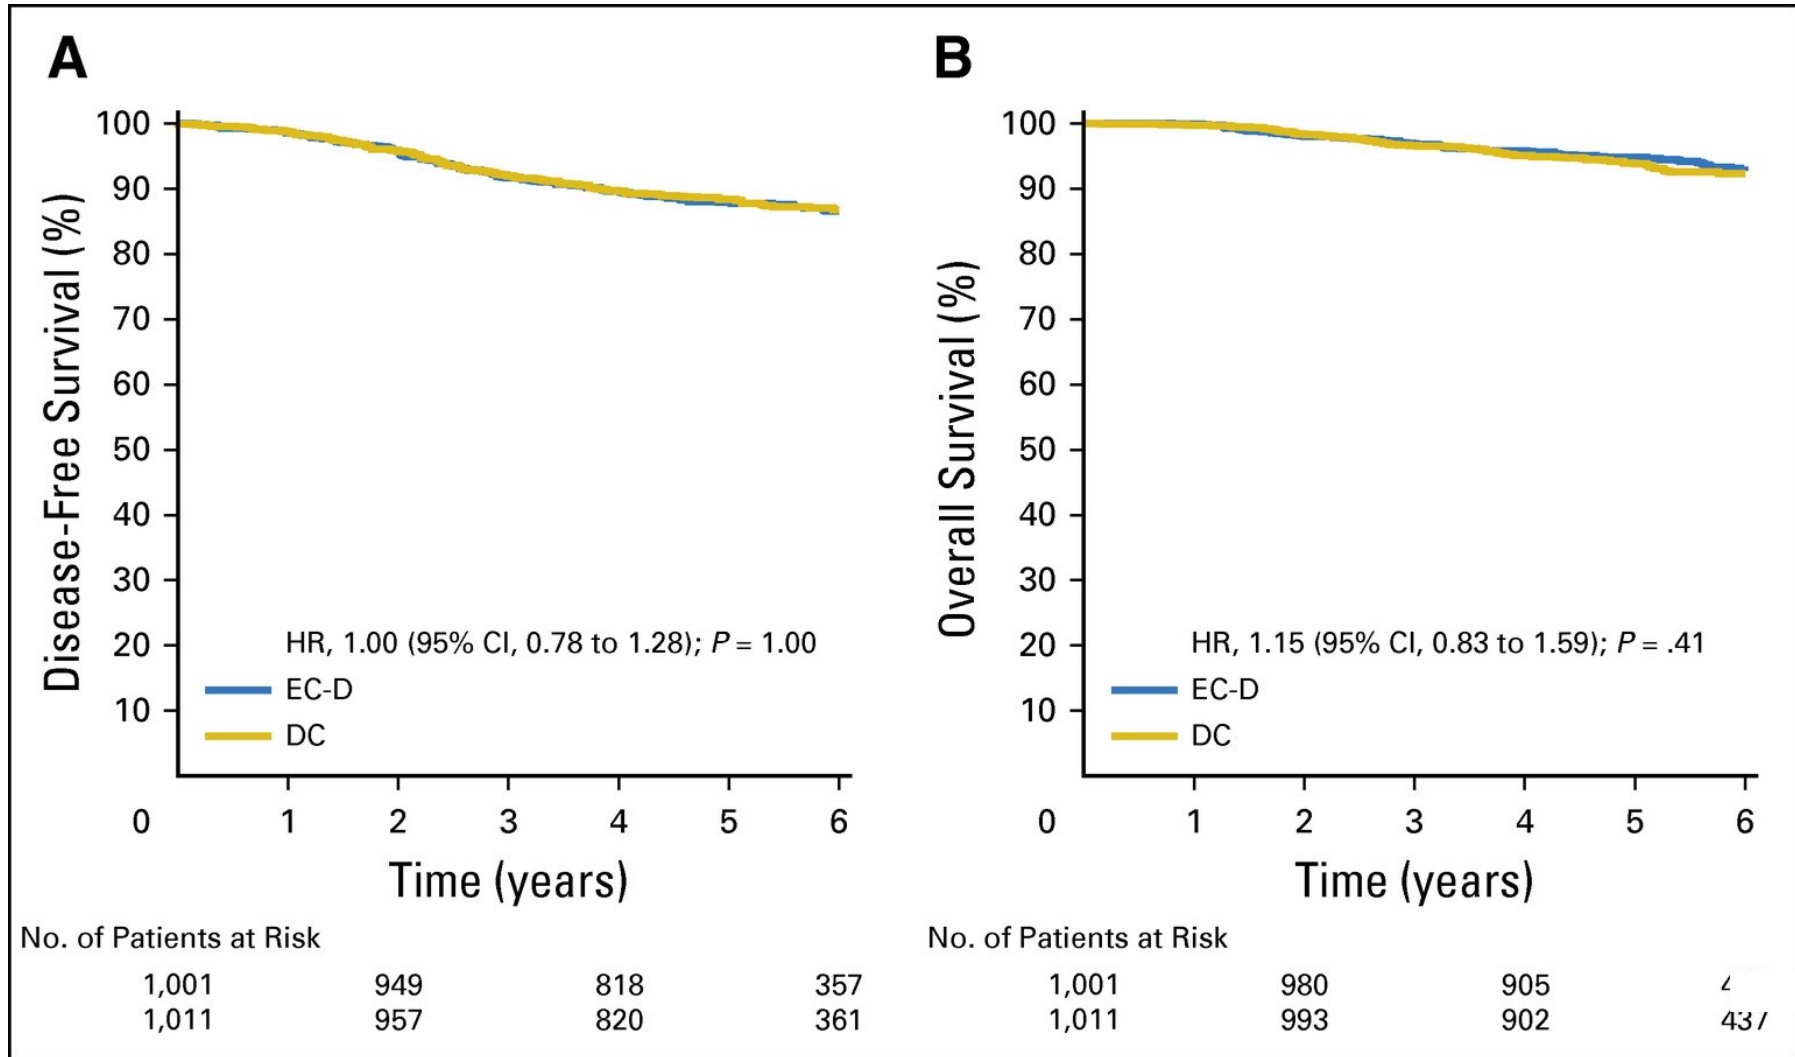 A
Disease-Free Survival (%)
100
90
80
70
60
50
40
30
20
10
0
HR, 1.00 (95% CI, 0.78 to 1.28); P = 1.00
EC-D
DC
1 2 3 4 5 6
Time (years)
No. of Patients at Risk
1,001 949 818 357
1,011 957 820 361
B
Overall Survival (%)
100
90
80
70
60
50
40
30
20
10
0
HR, 1.15 (95% CI, 0.83 to 1.59); P = .41
EC-D
DC
1 2 3 4 5 6
Time (years)
No. of Patients at Risk
1,001 980 905
1,011 993 902 437